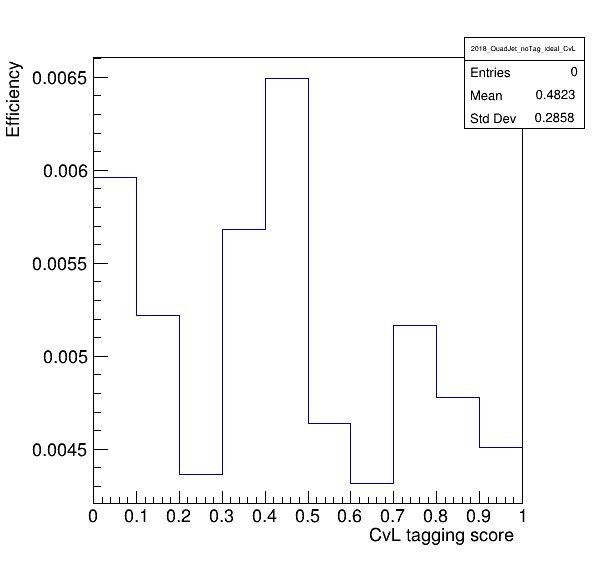 2018_QuadJet_noTag_ideal_CvL
Entries 0
Mean 0.4823
Std Dev 0.2858
Efficiency
0.0065
0.006
0.0055
0.005
0.0045
0 0.1 0.2 0.3 0.4 0.5 0.6 0.7 0.8 0.9 1
CvL tagging score